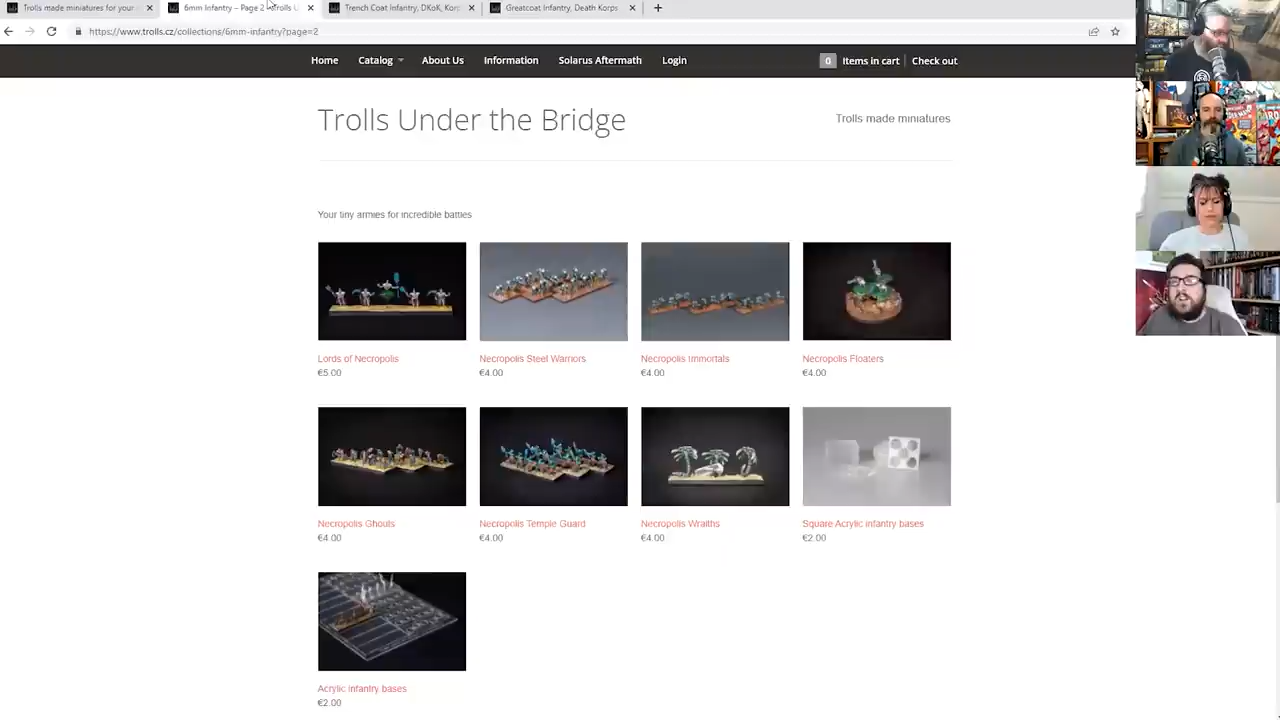 Trolls made miniatures for your
6mm Infantry – Page 2
Trench Coat Infantry, DKoK,
Greatcoat Infantry, Death Korps
https://www.trolls.cz/collections/6mm-infantry?page=2
Home Catalog About Us Information Solarus Aftermath Login 0 Items in cart Check out
Trolls Under the Bridge
Trolls made miniatures
Your tiny armies for incredible battles
Lords of Necropolis
€5.00
Necropolis Steel Warriors
€4.00
Necropolis Immortals
€4.00
Necropolis Floaters
€4.00
Necropolis Ghouls
€4.00
Necropolis Temple Guard
€4.00
Necropolis Wraiths
€4.00
Square Acrylic infantry bases
€2.00
Acrylic infantry bases
€2.00